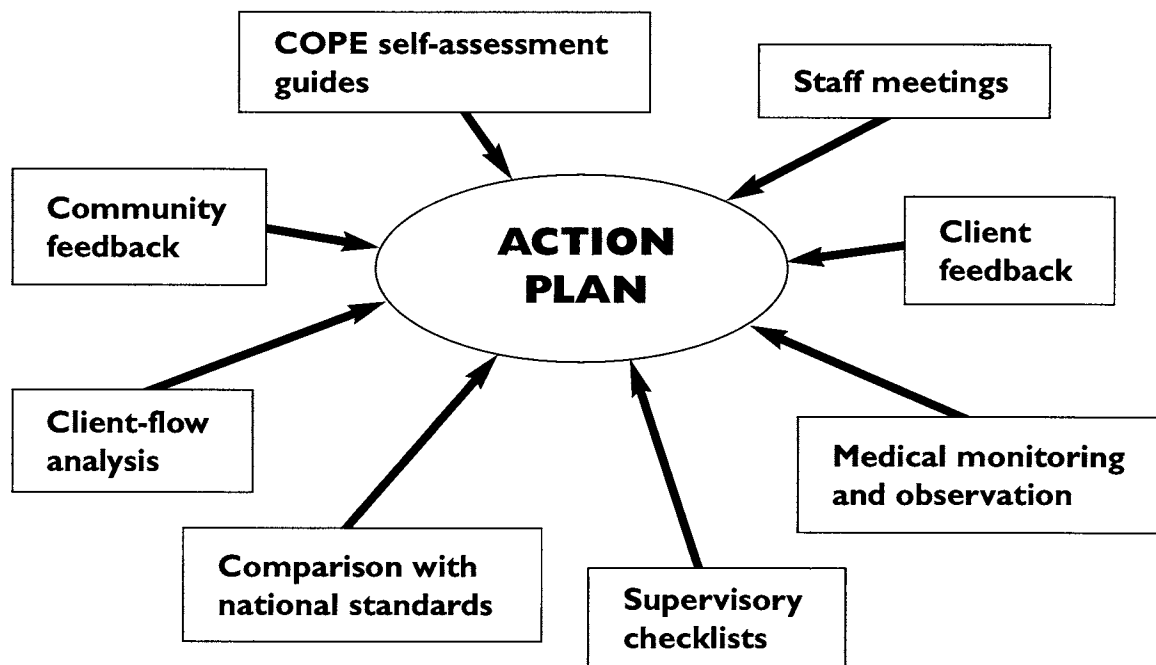 COPE self-assessment
guides
Staff meetings
Community
feedback
ACTION
PLAN
Client
feedback
Client-flow
analysis
Medical monitoring
and observation
Comparison with
national standards
Supervisory
checklists